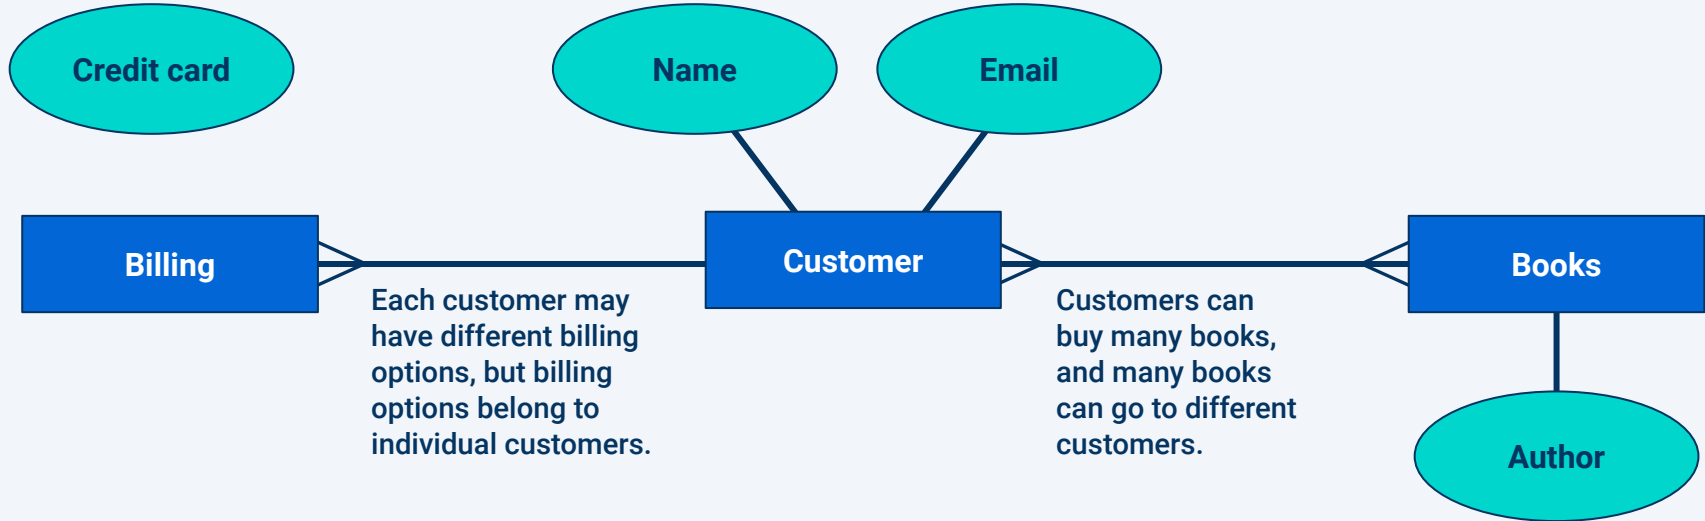 Credit card
Name
Email
Billing
Customer
Books
Each customer may
have different billing
options, but billing
options belong to
individual customers.
Customers can
buy many books,
and many books
can go to different
customers.
Author